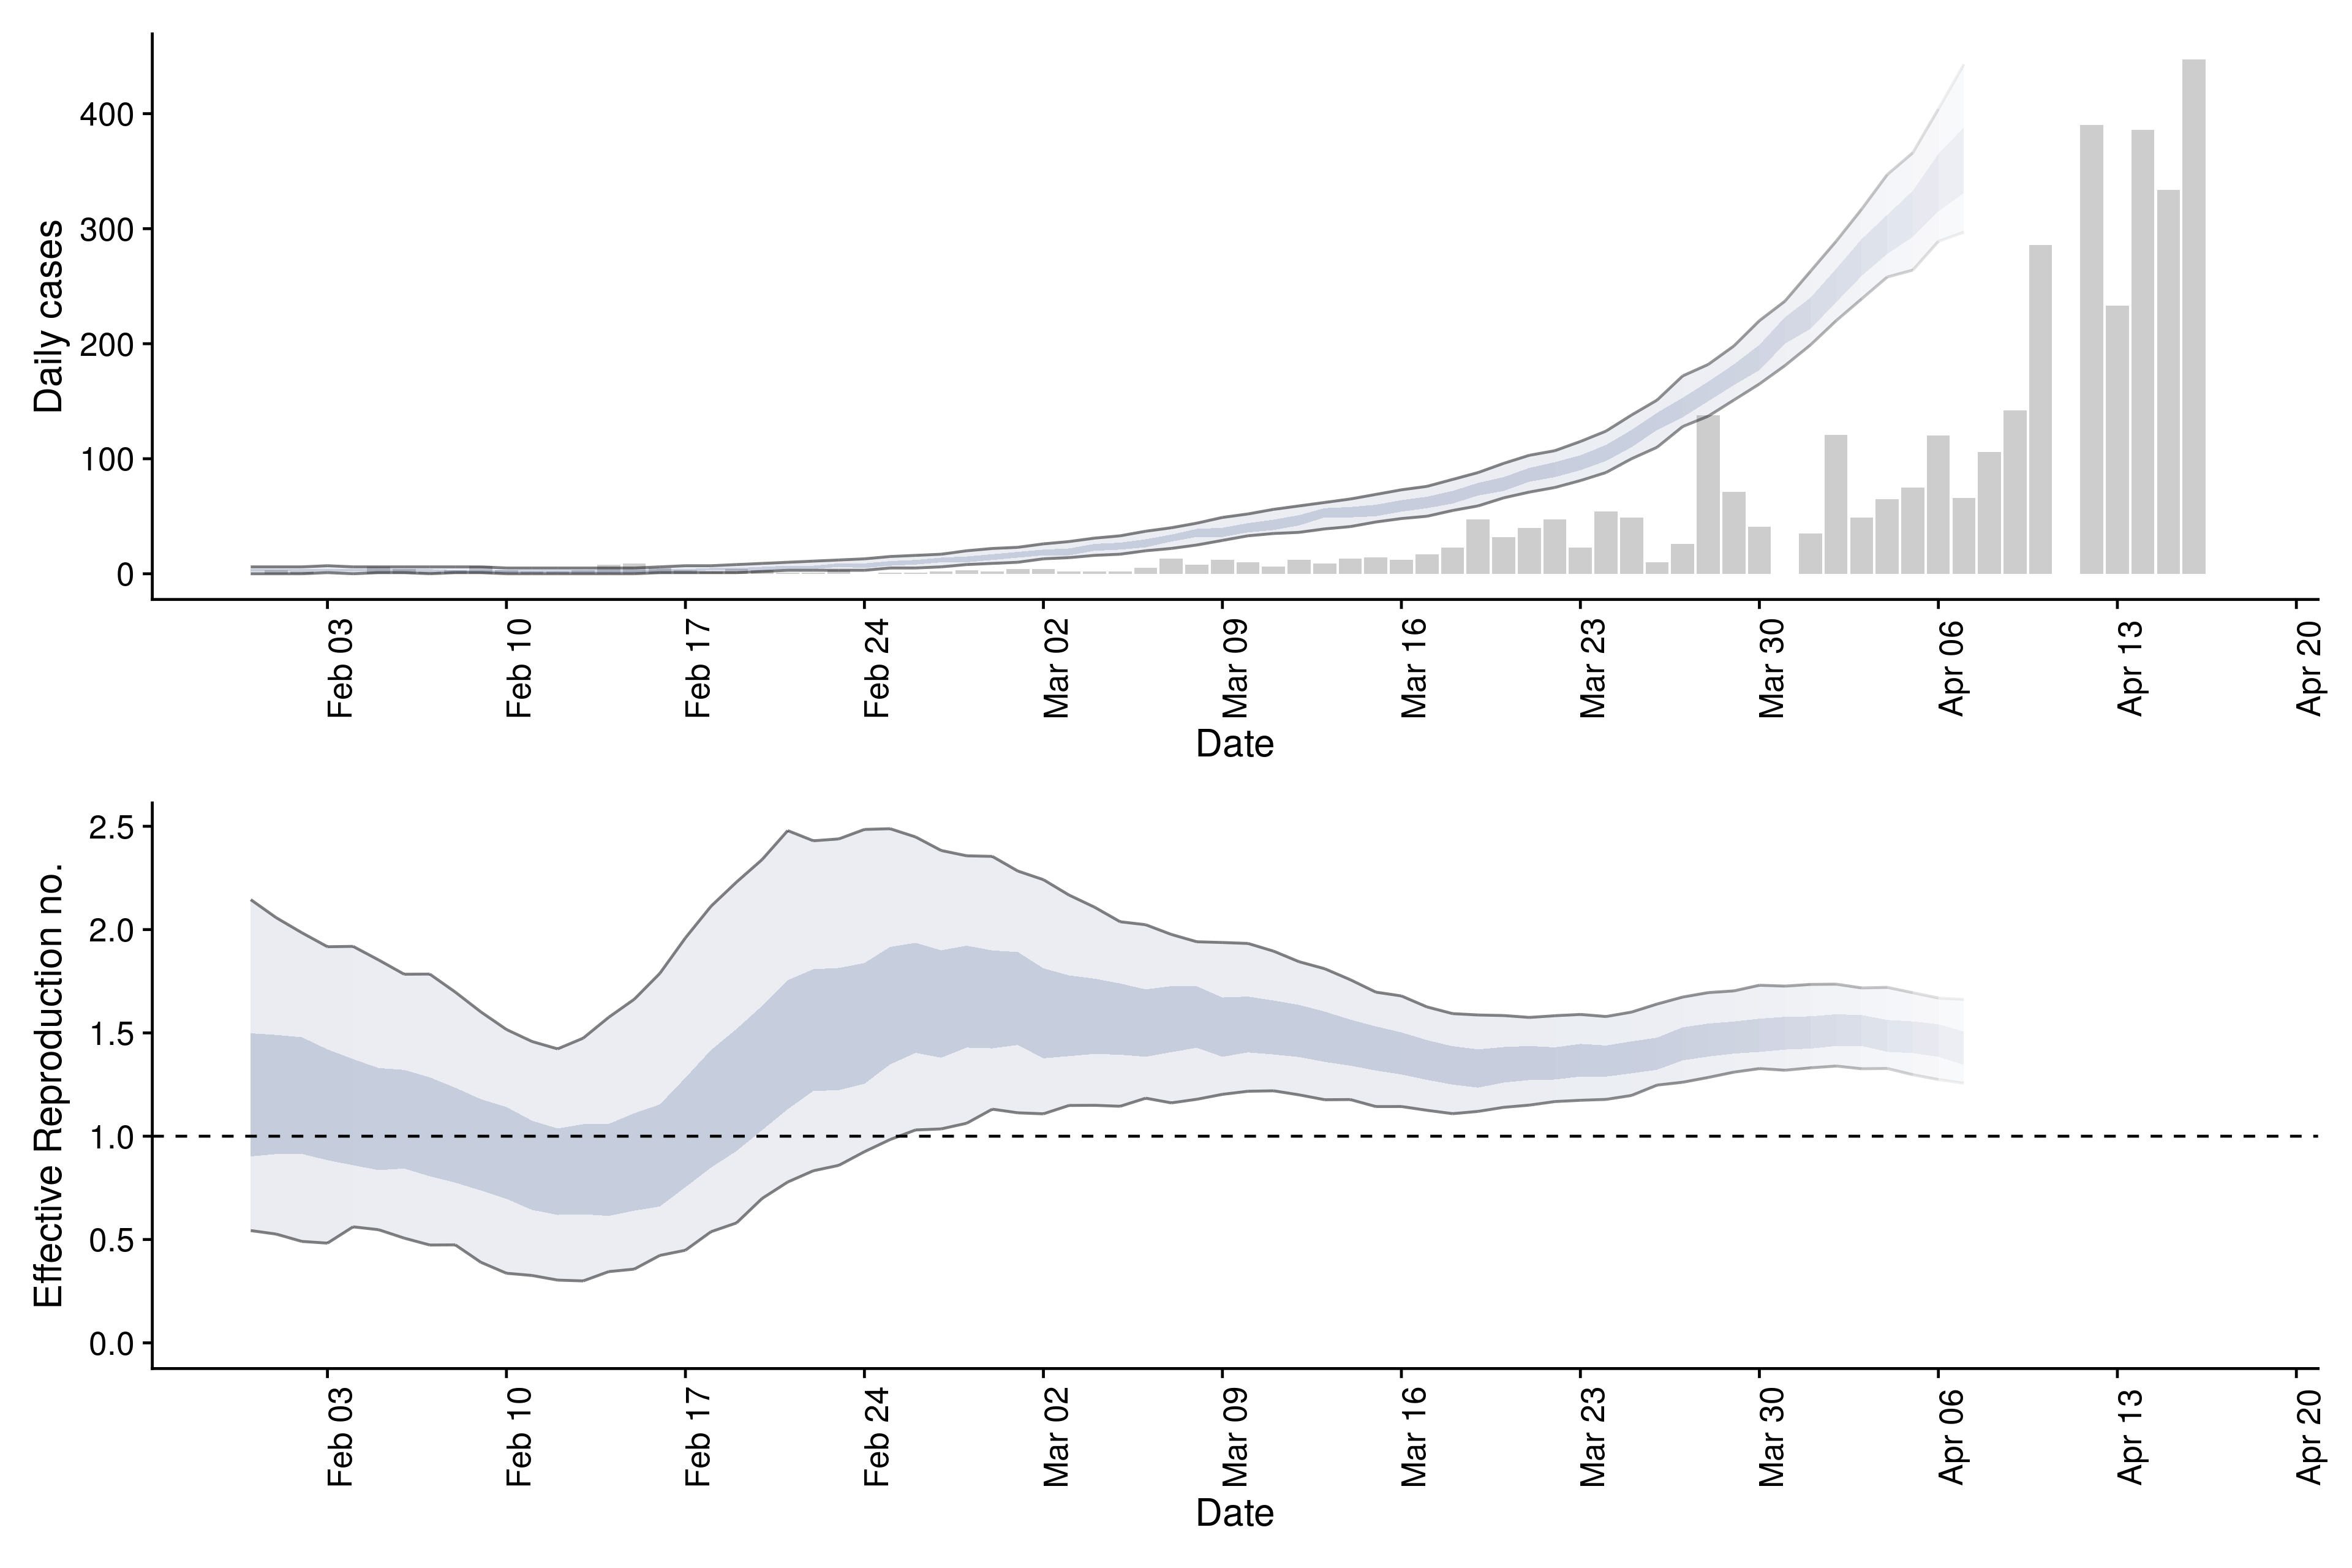 Daily cases
400
300
200
100
0
Feb 03
Feb 10
Feb 17
Feb 24
Mar 02
Mar 09
Mar 16
Mar 23
Mar 30
Apr 06
Apr 13
Apr 20
Date
Effective Reproduction no.
2.5
2.0
1.5
1.0
0.5
0.0
Feb 03
Feb 10
Feb 17
Feb 24
Mar 02
Mar 09
Mar 16
Mar 23
Mar 30
Apr 06
Apr 13
Apr 20
Date